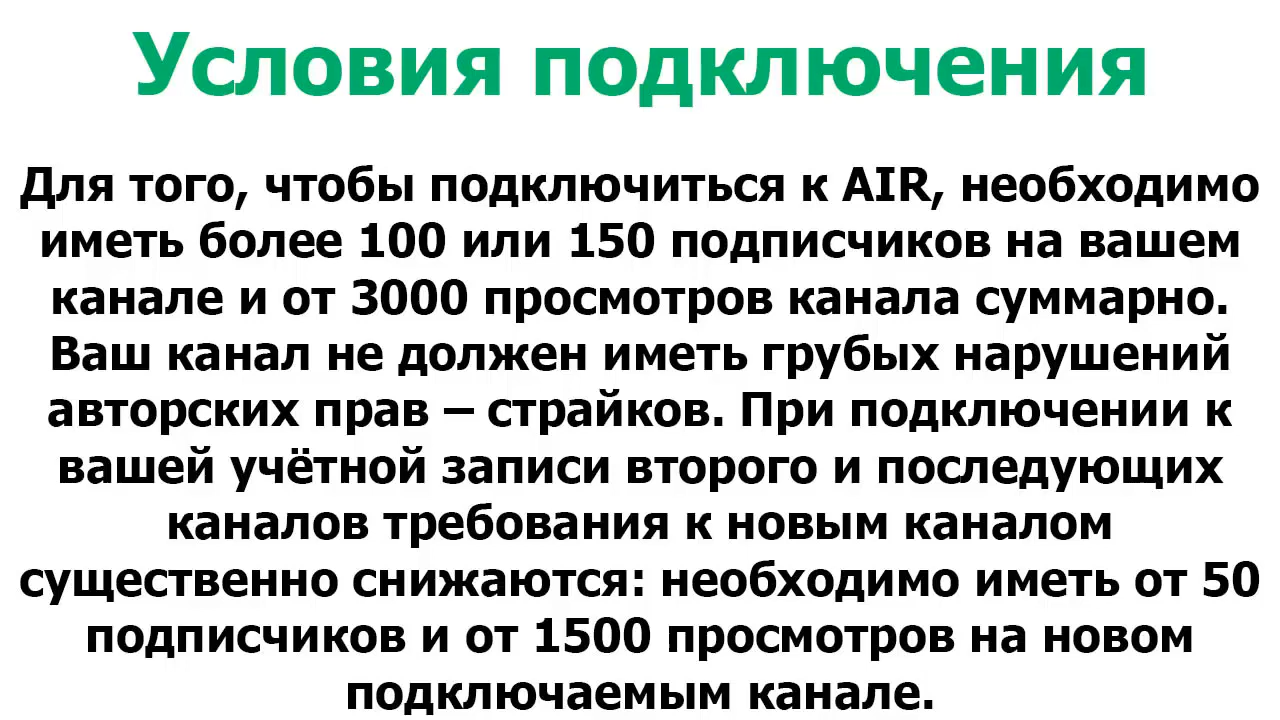 Условия подключения
Для того, чтобы подключиться к AIR, необходимо
иметь более 100 или 150 подписчиков на вашем
канале и от 3000 просмотров канала суммарно.
Ваш канал не должен иметь грубых нарушений
авторских прав – страйков. При подключении к
вашей учётной записи второго и последующих
каналов требования к новым каналом
существенно снижаются: необходимо иметь от 50
подписчиков и от 1500 просмотров на новом
подключаемым канале.